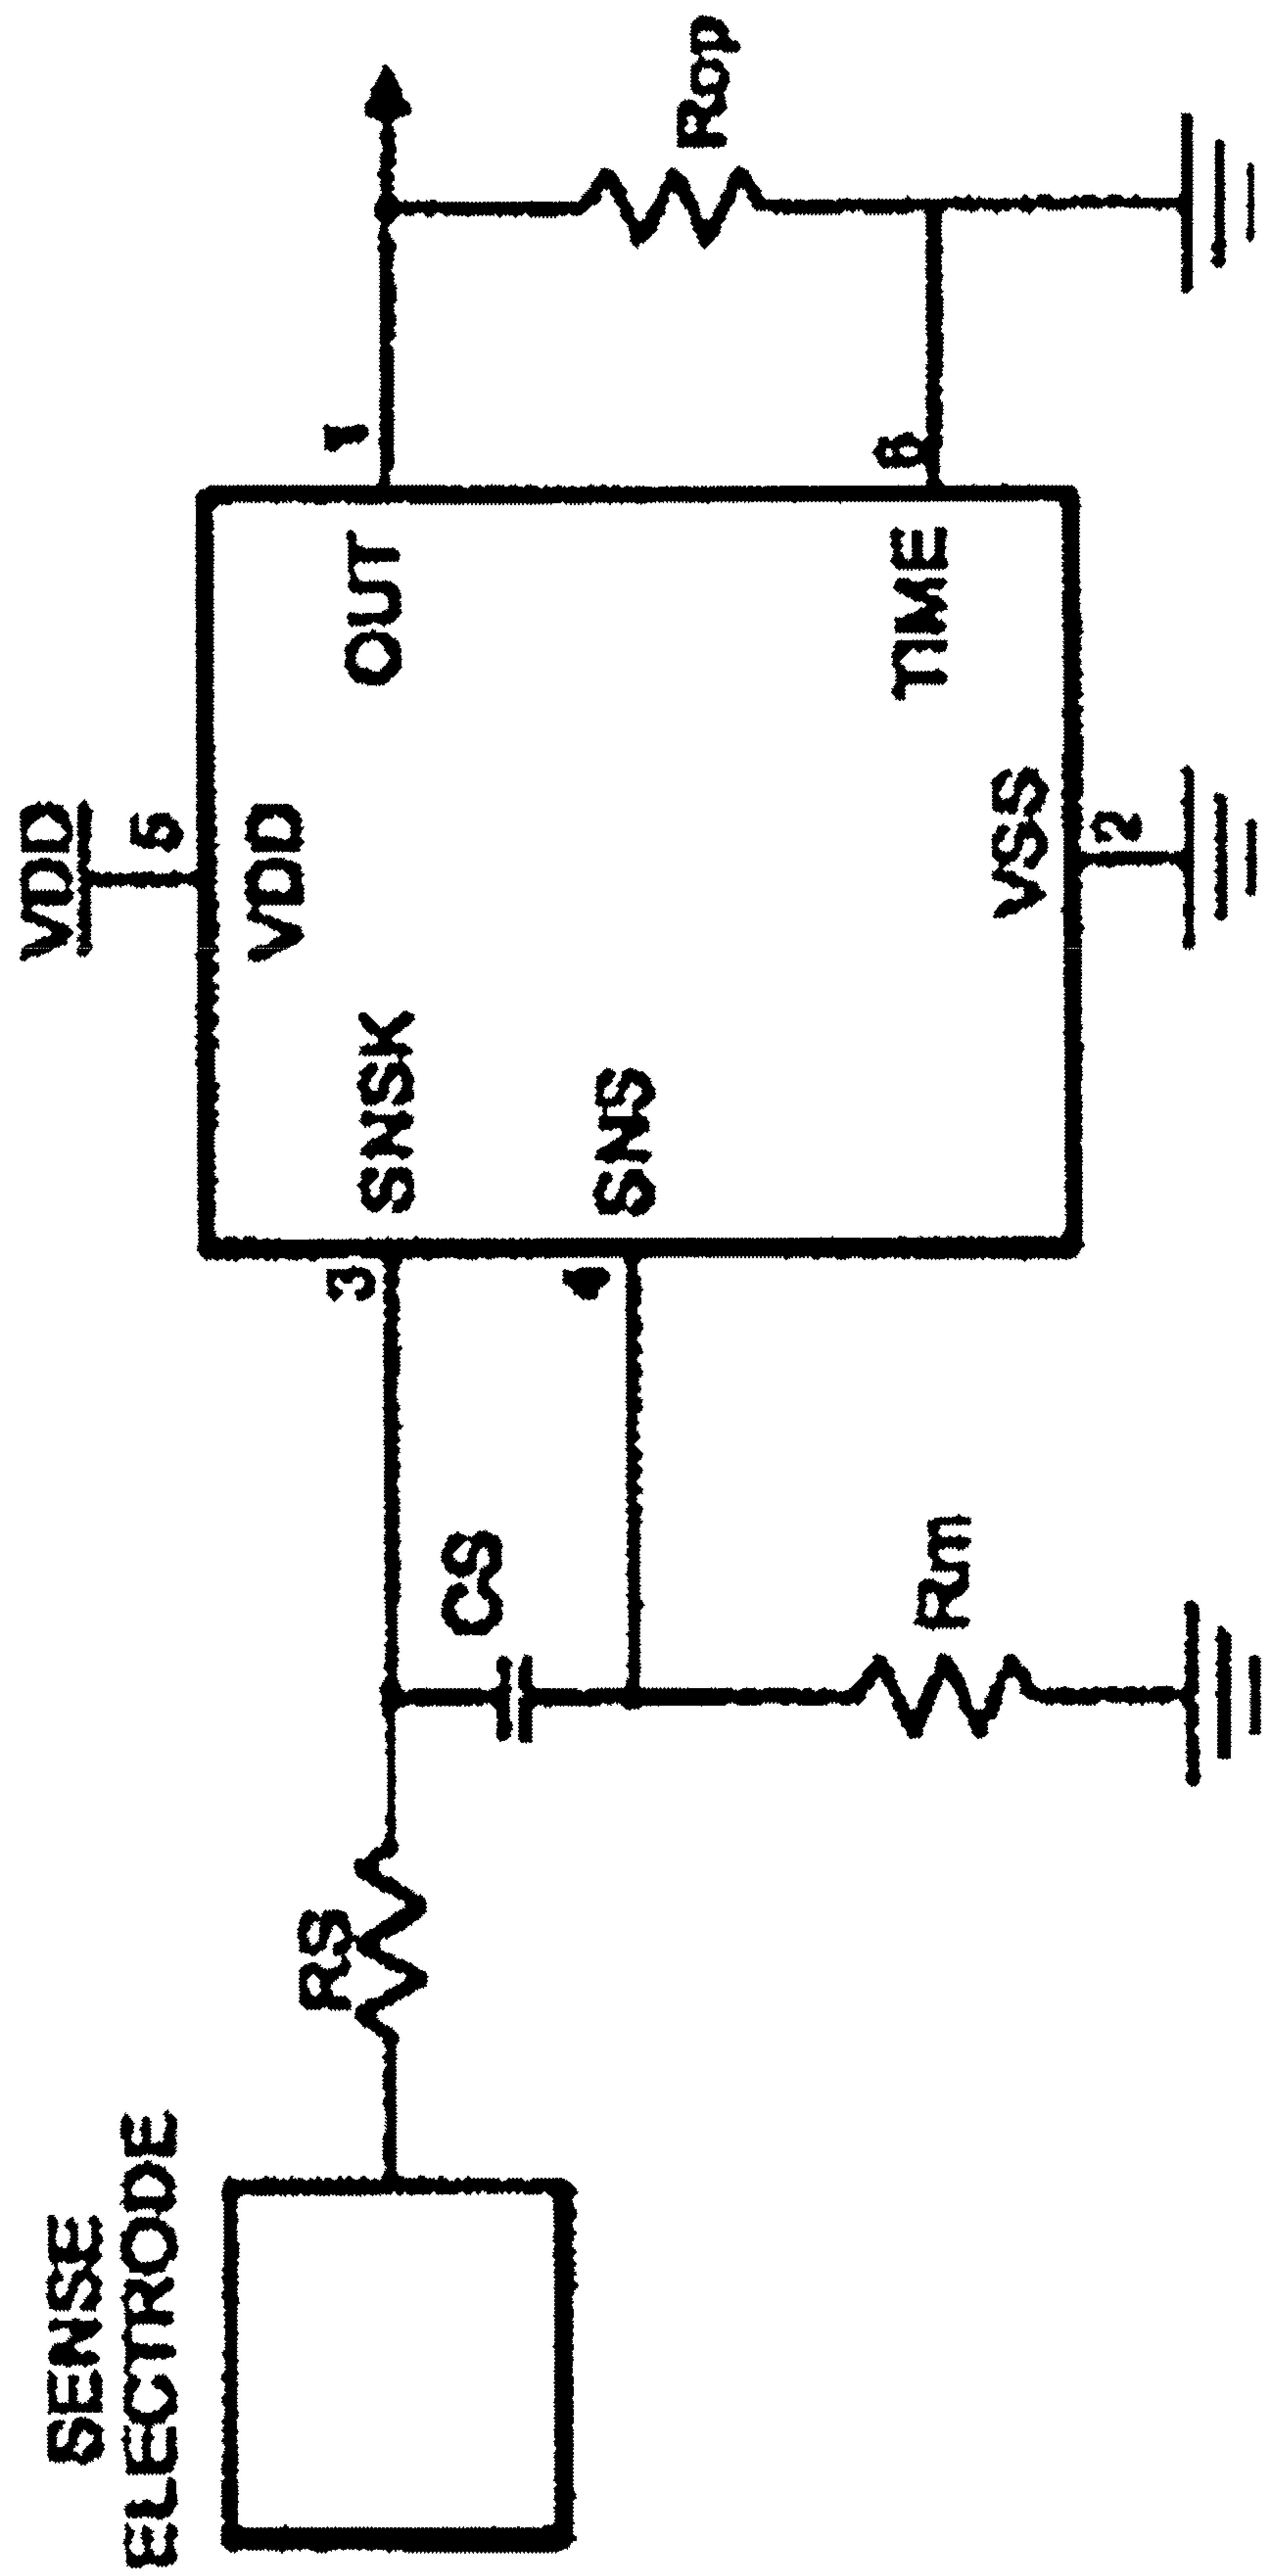 SENSE
ELECTRODE
RS
CS
Rm
3
4
SNSK
SNS
VDD
5
VDD
VSS
2
OUT
TIME
1
6
Rop